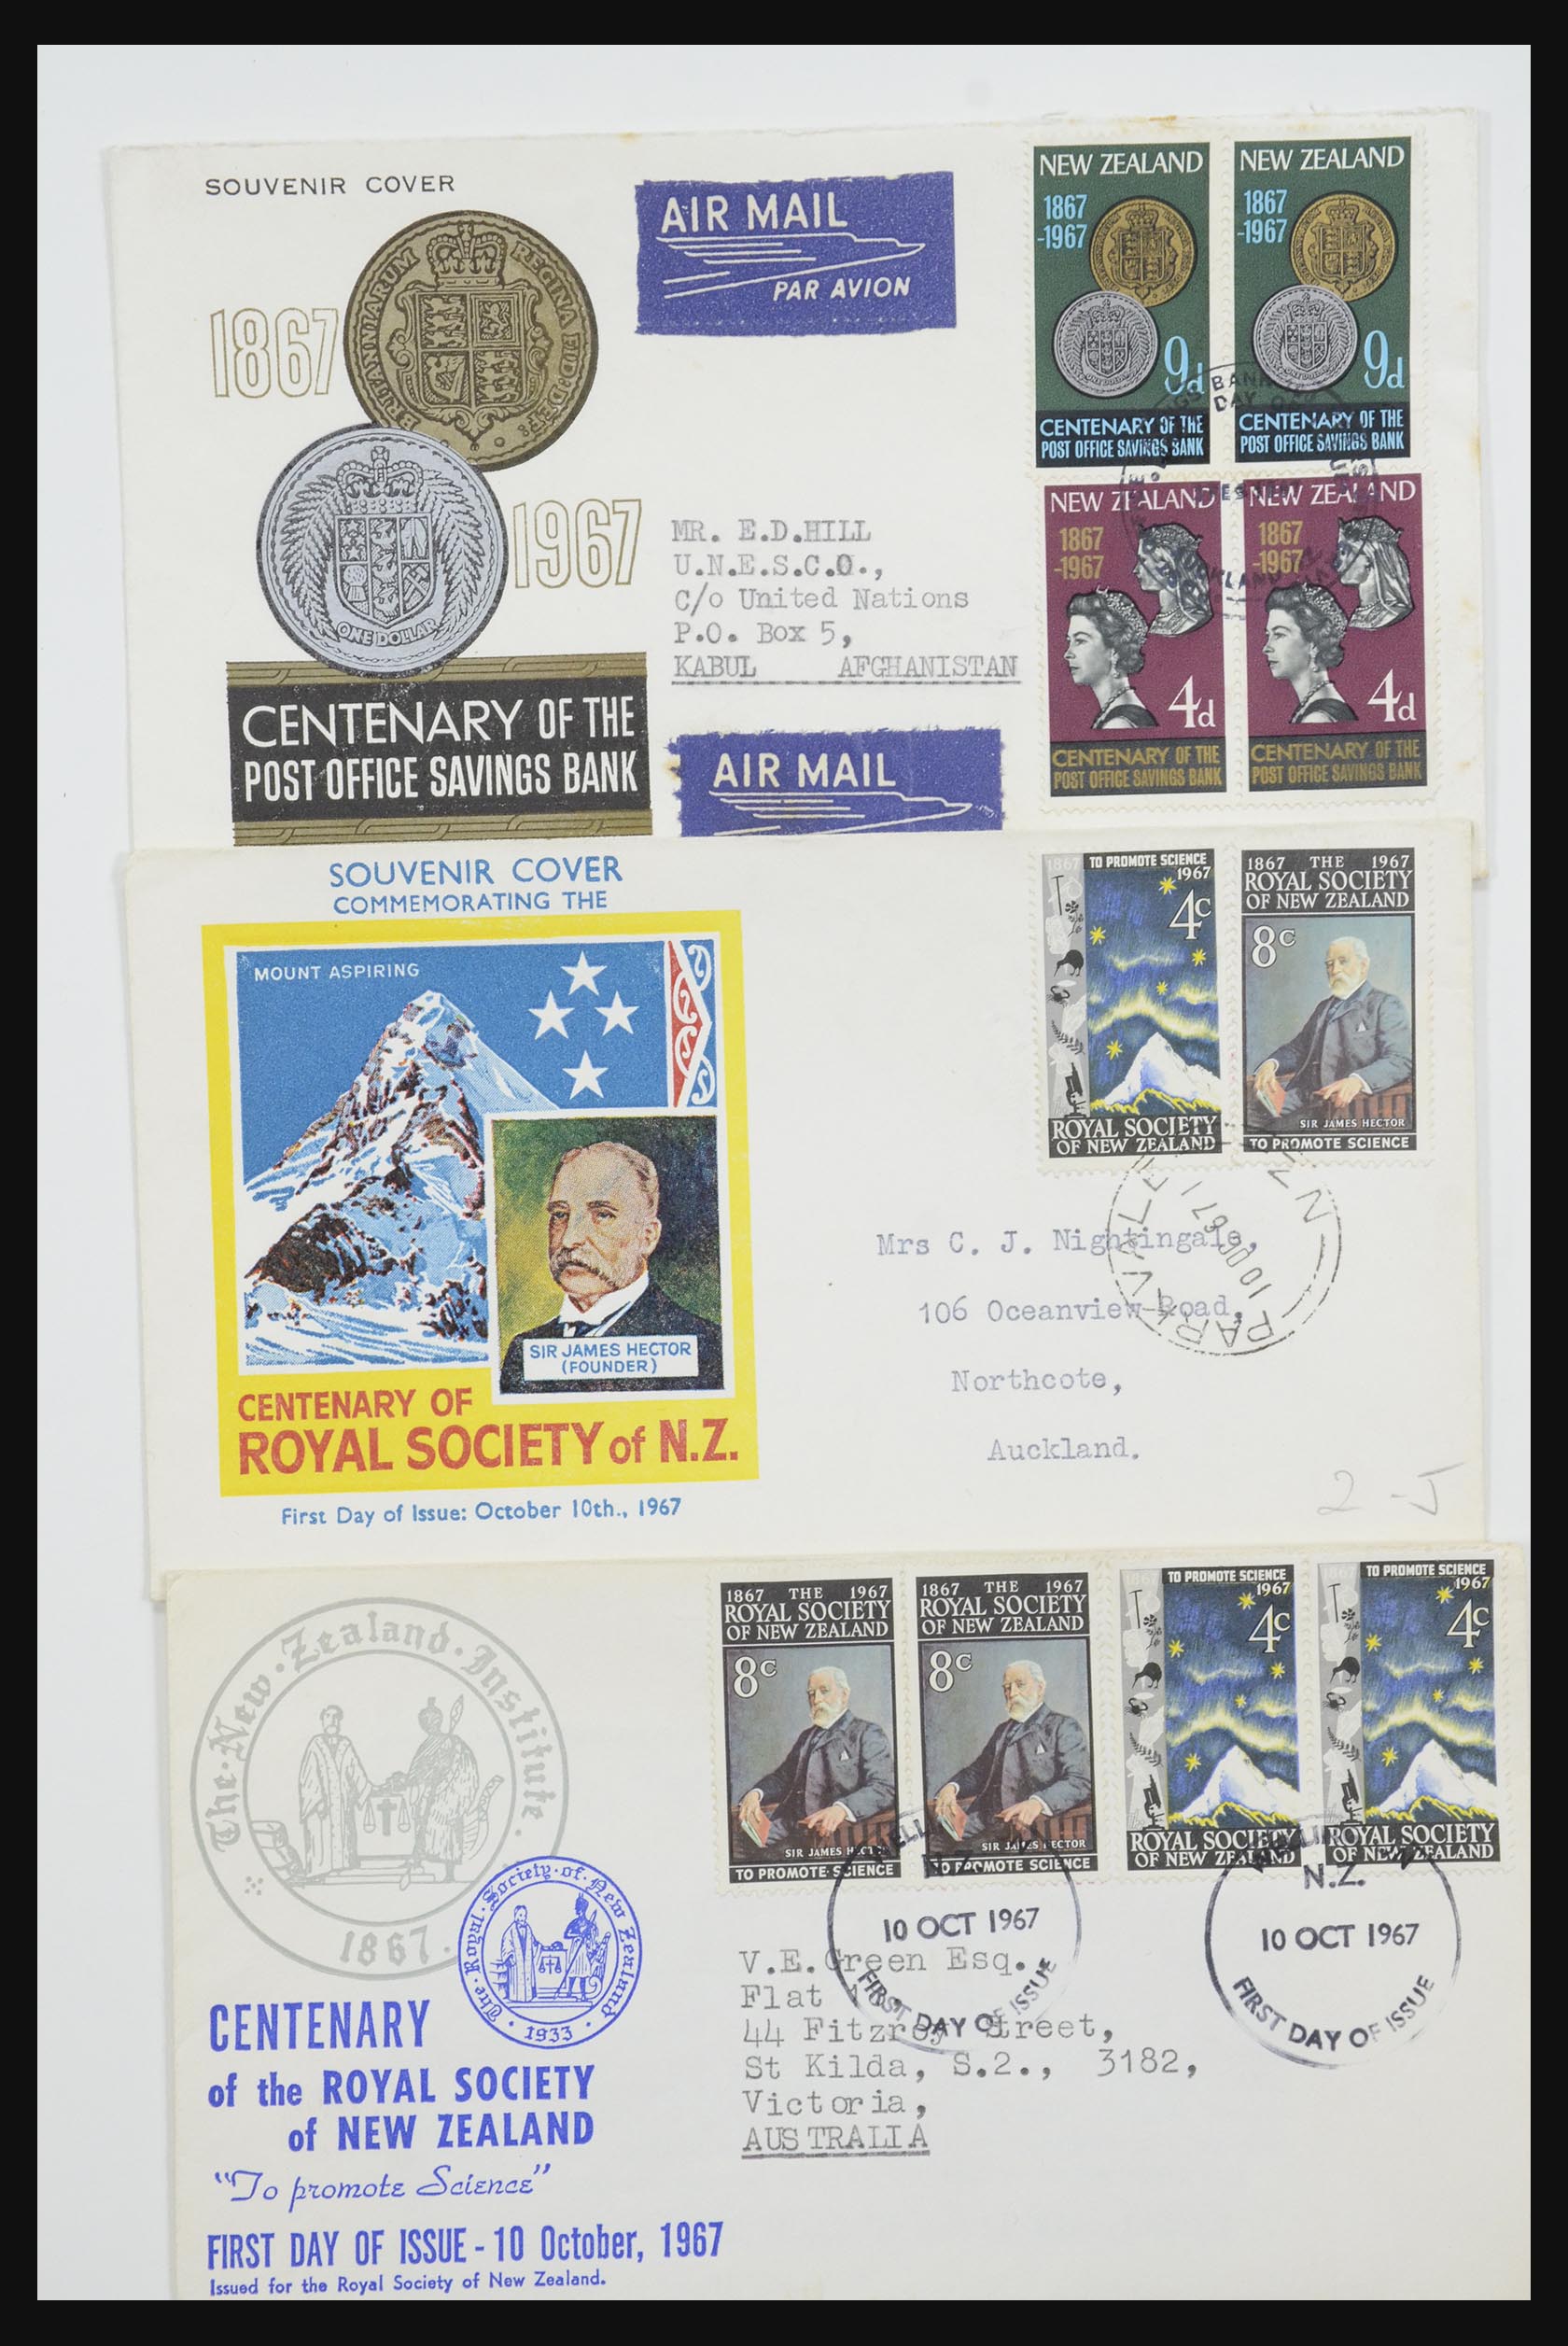 SOUVENIR COVER
1867
1967
BRITANNIARUM REGINA FID: DEF:
ONE DOLLAR
CENTENARY OF THE
POST OFFICE SAVINGS BANK
AIR MAIL
PAR AVION
MR. E.D.HILL
U.N.E.S.C.O.,
C/o United Nations
P.O. Box 5,
KABUL AFGHANISTAN
AIR MAIL
NEW ZEALAND
1867
-1967
9d
CENTENARY OF THE
POST OFFICE SAVINGS BANK
NEW ZEALAND
1867
-1967
9d
CENTENARY OF THE
POST OFFICE SAVINGS BANK
NEW ZEALAND
1867
-1967
4d
CENTENARY OF THE
POST OFFICE SAVINGS BANK
NEW ZEALAND
1867
-1967
4d
CENTENARY OF THE
POST OFFICE SAVINGS BANK
SOUVENIR COVER
COMMEMORATING THE
MOUNT ASPIRING
SIR JAMES HECTOR
(FOUNDER)
CENTENARY OF
ROYAL SOCIETY of N.Z.
First Day of Issue: October 10th., 1967
1867 TO PROMOTE SCIENCE
1967
4c
ROYAL SOCIETY
OF NEW ZEALAND
1867 THE 1967
ROYAL SOCIETY
OF NEW ZEALAND
8c
SIR JAMES HECTOR
TO PROMOTE SCIENCE
Mrs C. J. Nightingale,
106 Oceanview Road,
Northcote,
Auckland.
2-5
The New Zealand Institute.
1867.
The Royal Society of New Zealand
1933
CENTENARY
of the ROYAL SOCIETY
of NEW ZEALAND
"To promote Science"
FIRST DAY OF ISSUE - 10 October, 1967
Issued for the Royal Society of New Zealand.
1867 THE 1967
ROYAL SOCIETY
OF NEW ZEALAND
8c
SIR JAMES HECTOR
TO PROMOTE SCIENCE
1867 THE 1967
ROYAL SOCIETY
OF NEW ZEALAND
8c
SIR JAMES HECTOR
TO PROMOTE SCIENCE
TO PROMOTE SCIENCE
1967
4c
ROYAL SOCIETY
OF NEW ZEALAND
TO PROMOTE SCIENCE
1967
4c
ROYAL SOCIETY
OF NEW ZEALAND
10 OCT 1967
FIRST DAY OF ISSUE
N.Z.
10 OCT 1967
FIRST DAY OF ISSUE
V.E.Green Esq.,
Flat
44 Fitzroy Street,
St Kilda, S.2., 3182,
Victoria,
AUSTRALIA